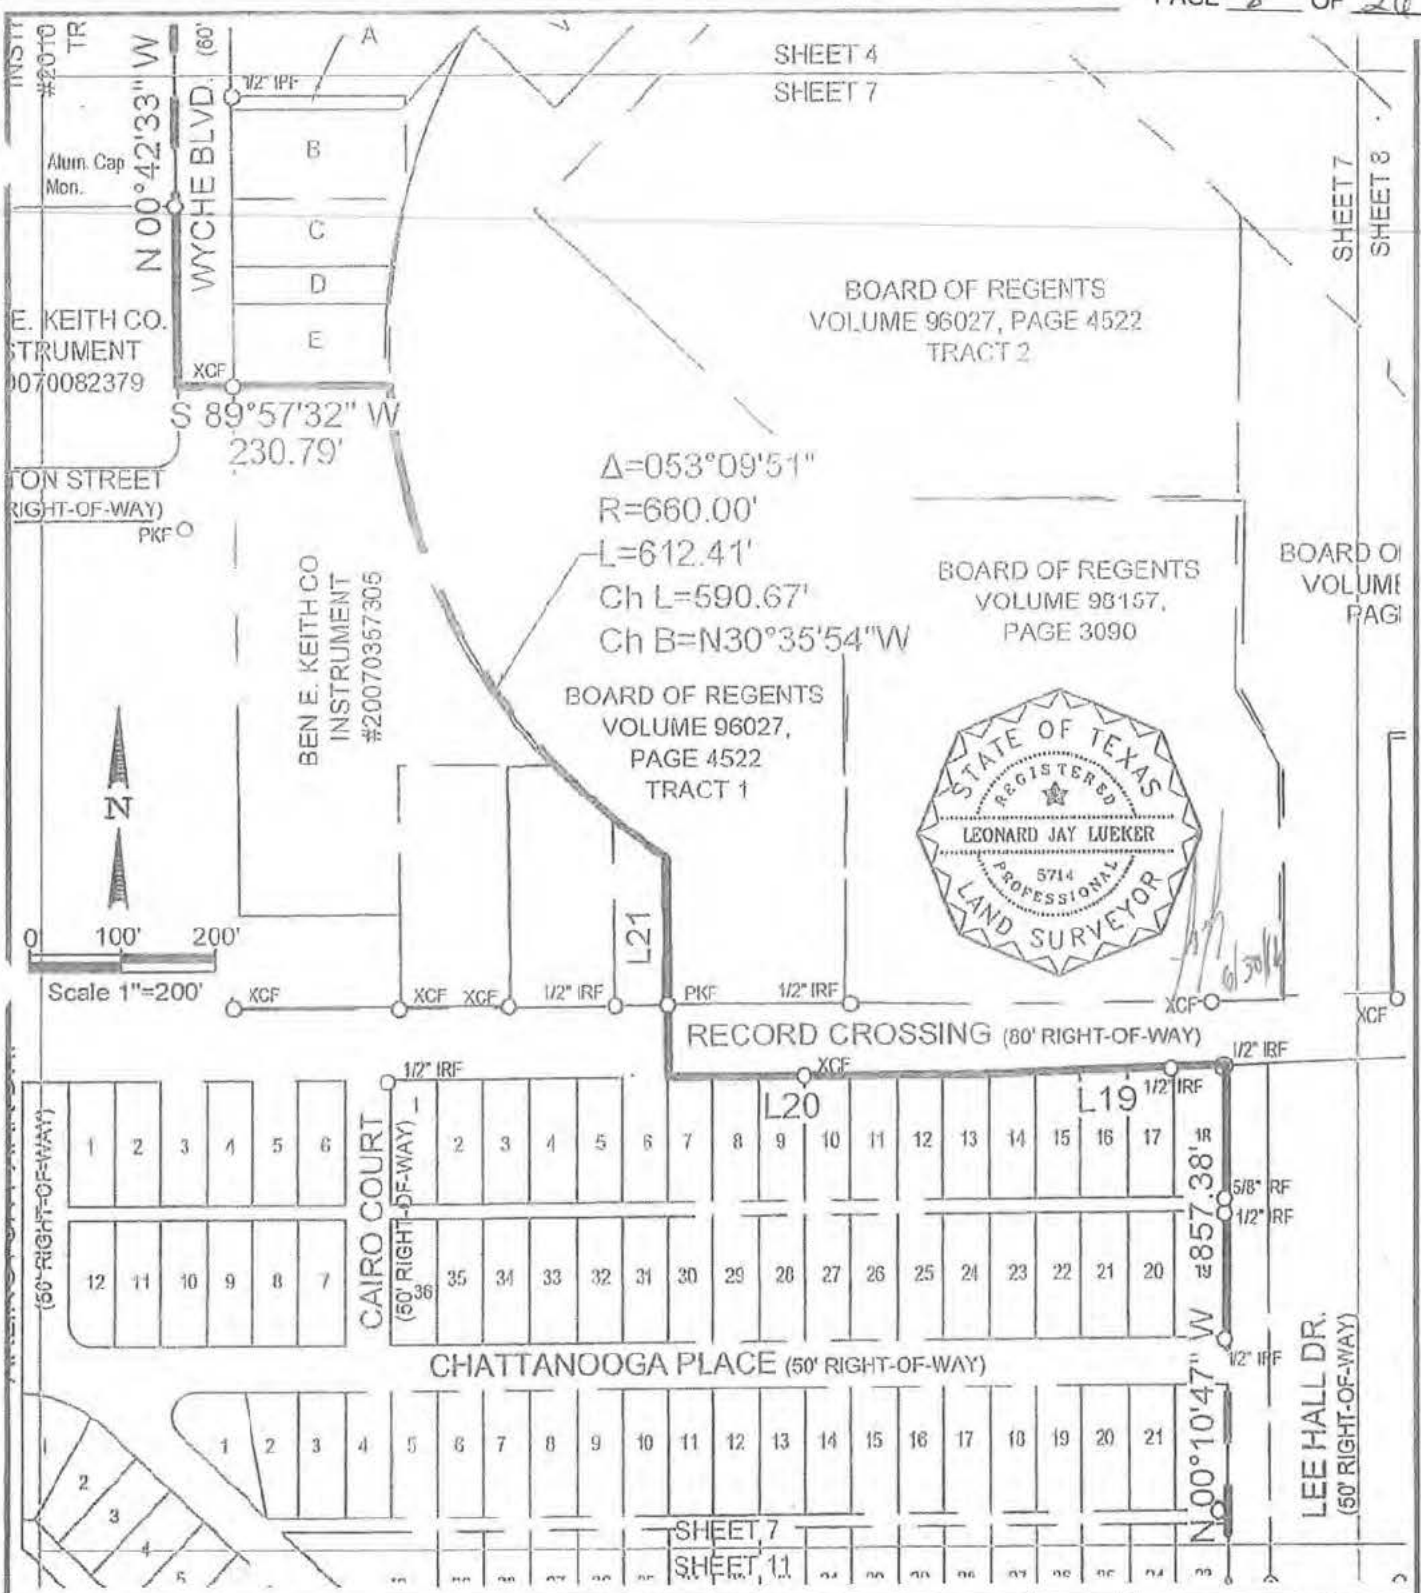 PAGE OF
SHEET 4
SHEET 7
#2010
TR
N 00°42'33" W
WYCHE BLVD. (60'
1/2" IPF
A
B
C
D
E
Alum. Cap
Mon.
SHEET 7
SHEET 8
E. KEITH CO.
STRUMENT
0070082379
XCF
S 89°57'32" W
230.79'
BOARD OF REGENTS
VOLUME 96027, PAGE 4522
TRACT 2
TON STREET
RIGHT-OF-WAY)
PKF
Δ=053°09'51"
R=660.00'
L=612.41'
Ch L=590.67'
Ch B=N30°35'54"W
BEN E. KEITH CO
INSTRUMENT
#20070357305
BOARD OF REGENTS
VOLUME 98157,
PAGE 3090
BOARD O
VOLUME
PAG
BOARD OF REGENTS
VOLUME 96027,
PAGE 4522
TRACT 1
STATE OF TEXAS
REGISTERED
LEONARD JAY LUEKER
5714
PROFESSIONAL
LAND SURVEYOR
6/30/16
N
0 100' 200'
Scale 1"=200'
L21
XCF XCF XCF 1/2" IRF PKF 1/2" IRF XCF XCF
RECORD CROSSING (80' RIGHT-OF-WAY)
1/2" IRF XCF 1/2" IRF 1/2" IRF
L20 L19
(50' RIGHT-OF-WAY)
1 2 3 4 5 6
CAIRO COURT
(50' RIGHT-OF-WAY)
2 3 4 5 6 7 8 9 10 11 12 13 14 15 16 17 18
5/8" IRF
1/2" IRF
12 11 10 9 8 7
36 35 34 33 32 31 30 29 28 27 26 25 24 23 22 21 20 19
N 00°10'47" W 1857.38'
1/2" IPF
CHATTANOOGA PLACE (50' RIGHT-OF-WAY)
LEE HALL DR.
(50' RIGHT-OF-WAY)
1 2 3 4 5
1 2 3 4 5 6 7 8 9 10 11 12 13 14 15 16 17 18 19 20 21
SHEET 7
SHEET 11